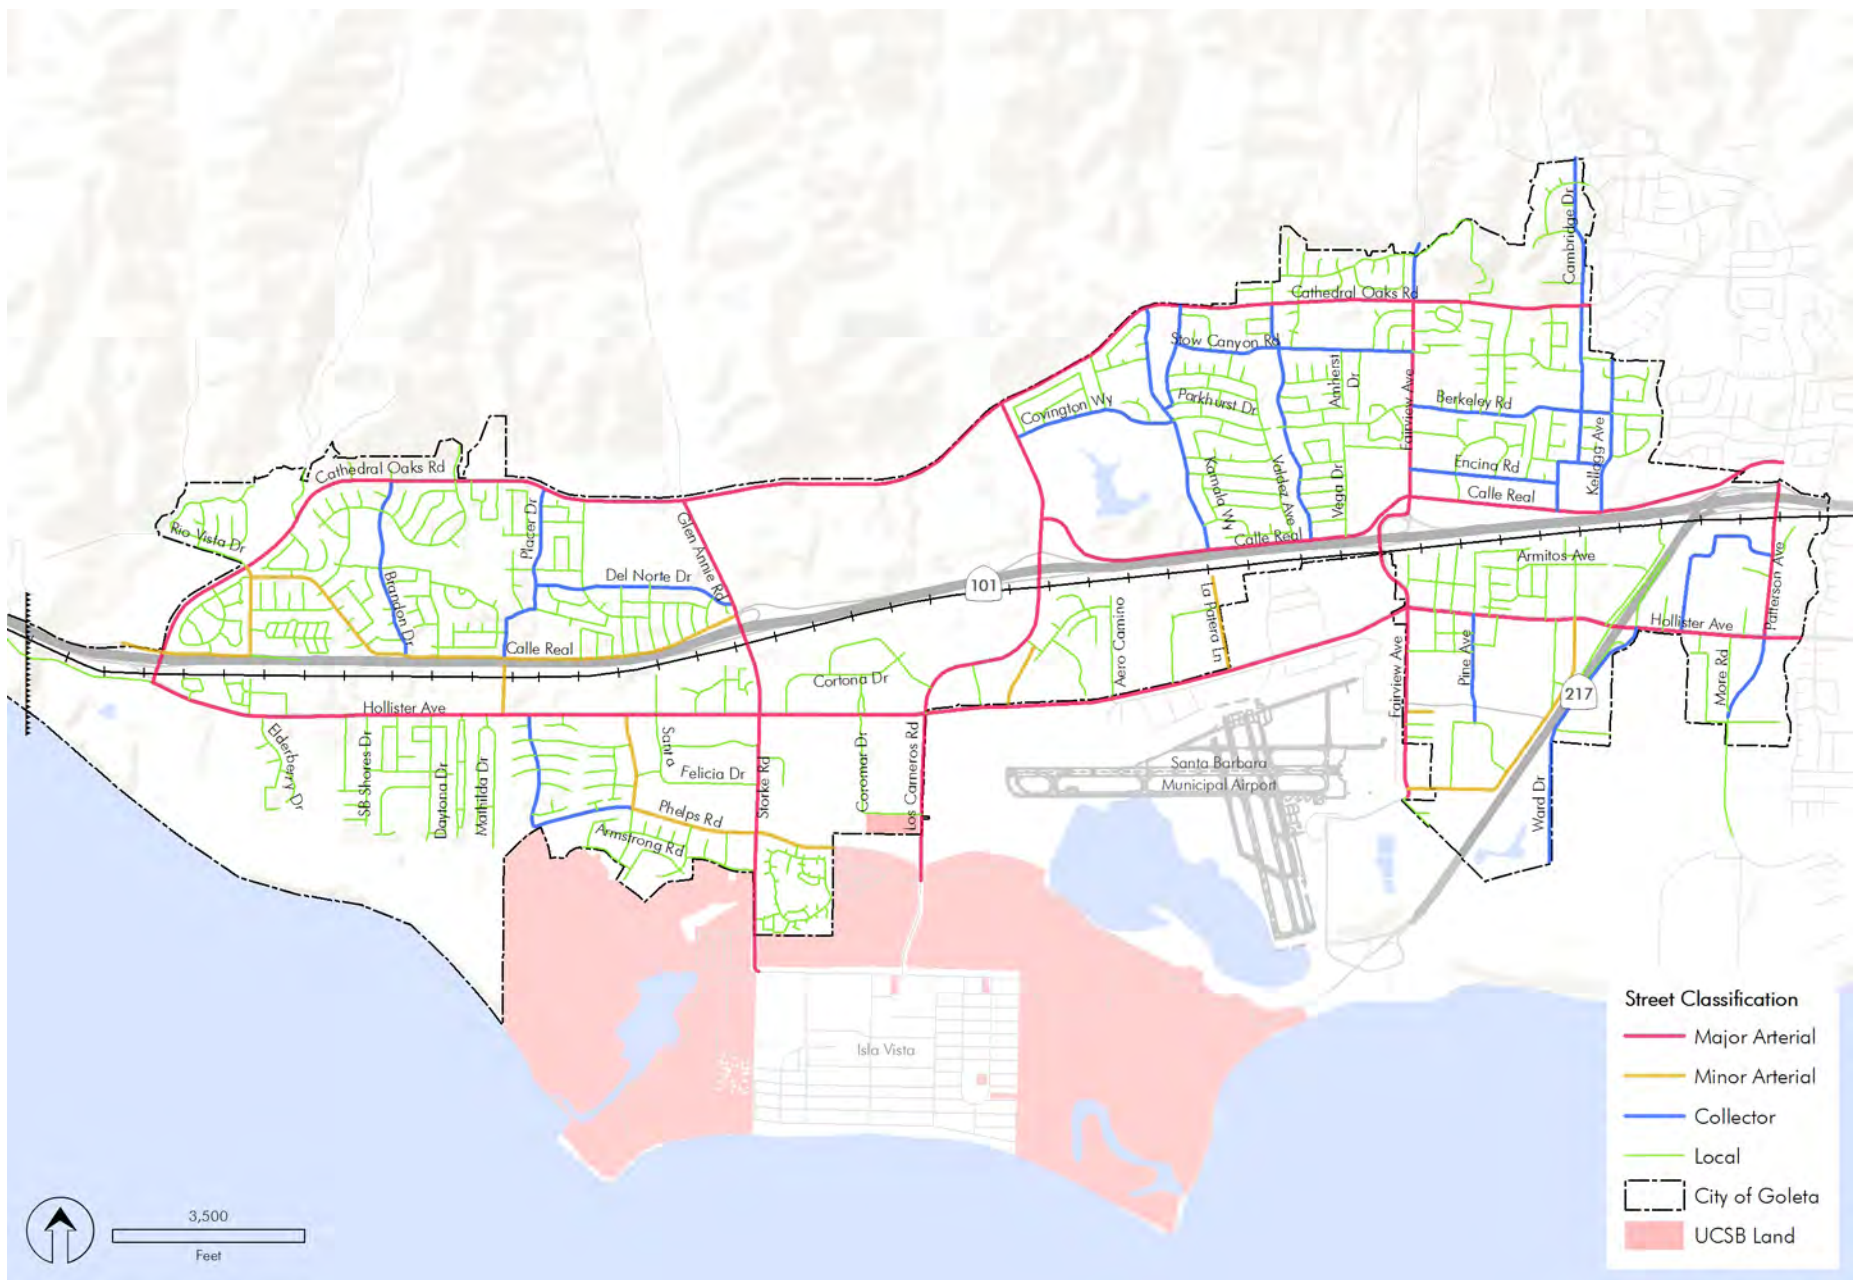 Cambridge Dr
Cathedral Oaks Rd
Stow Canyon Rd
Amherst
Dr
Fairview Ave
Parkhurst Dr
Covington Wy
Berkeley Rd
Kellogg Ave
Encina Rd
Calle Real
Kamala Wy
Valdez Ave
Vega Dr
Calle Real
Cathedral Oaks Rd
Rio Vista Dr
Placer Dr
Glen Annie Rd
Brandon Dr
Del Norte Dr
Calle Real
101
Armitos Ave
Patterson Ave
La Patera Ln
Aero Camino
Hollister Ave
Pine Ave
Fairview Ave
More Rd
217
Cortona Dr
Hollister Ave
Elderberry Dr
SB Shores Dr
Daytona Dr
Mathilda Dr
Santa
Felicia Dr
Storke Rd
Coromar Dr
Los Carneros Rd
Santa Barbara
Municipal Airport
Ward Dr
Phelps Rd
Armstrong Rd
Isla Vista
Street Classification
Major Arterial
Minor Arterial
Collector
Local
City of Goleta
UCSB Land
3,500
Feet